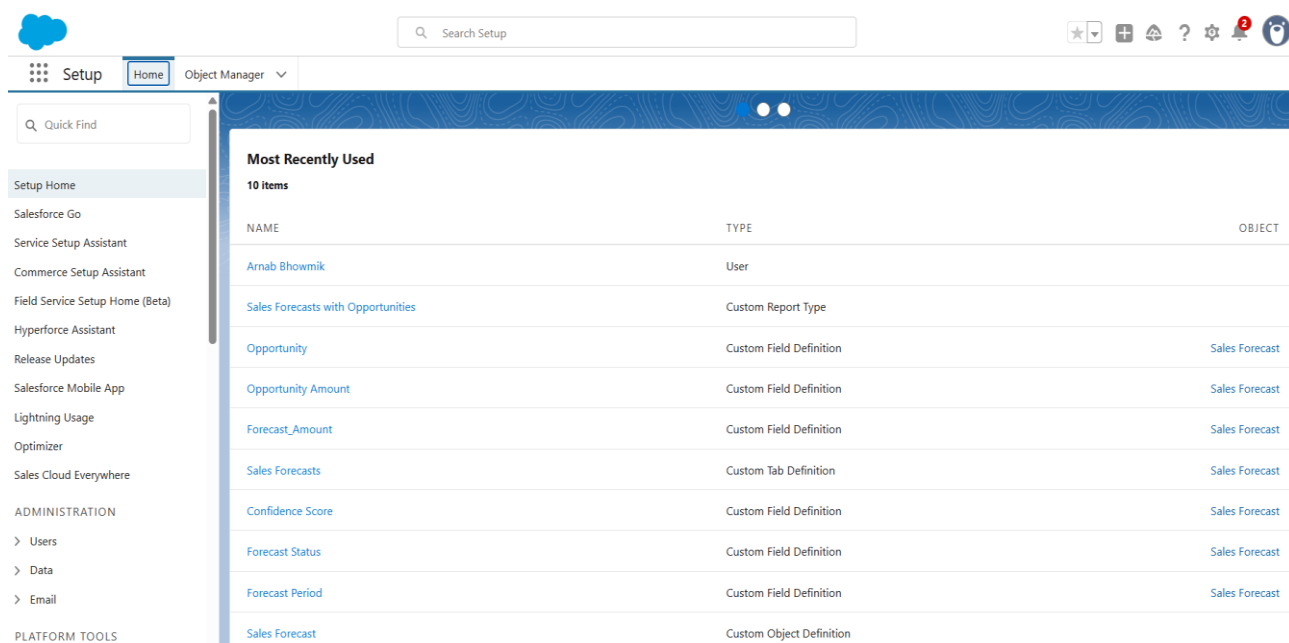 Search Setup
2
Setup
Home
Object Manager
Quick Find
Setup Home
Salesforce Go
Service Setup Assistant
Commerce Setup Assistant
Field Service Setup Home (Beta)
Hyperforce Assistant
Release Updates
Salesforce Mobile App
Lightning Usage
Optimizer
Sales Cloud Everywhere
ADMINISTRATION
Users
Data
Email
PLATFORM TOOLS
Most Recently Used
10 items
NAME TYPE OBJECT
Arnab Bhowmik User
Sales Forecasts with Opportunities Custom Report Type
Opportunity Custom Field Definition Sales Forecast
Opportunity Amount Custom Field Definition Sales Forecast
Forecast_Amount Custom Field Definition Sales Forecast
Sales Forecasts Custom Tab Definition Sales Forecast
Confidence Score Custom Field Definition Sales Forecast
Forecast Status Custom Field Definition Sales Forecast
Forecast Period Custom Field Definition Sales Forecast
Sales Forecast Custom Object Definition